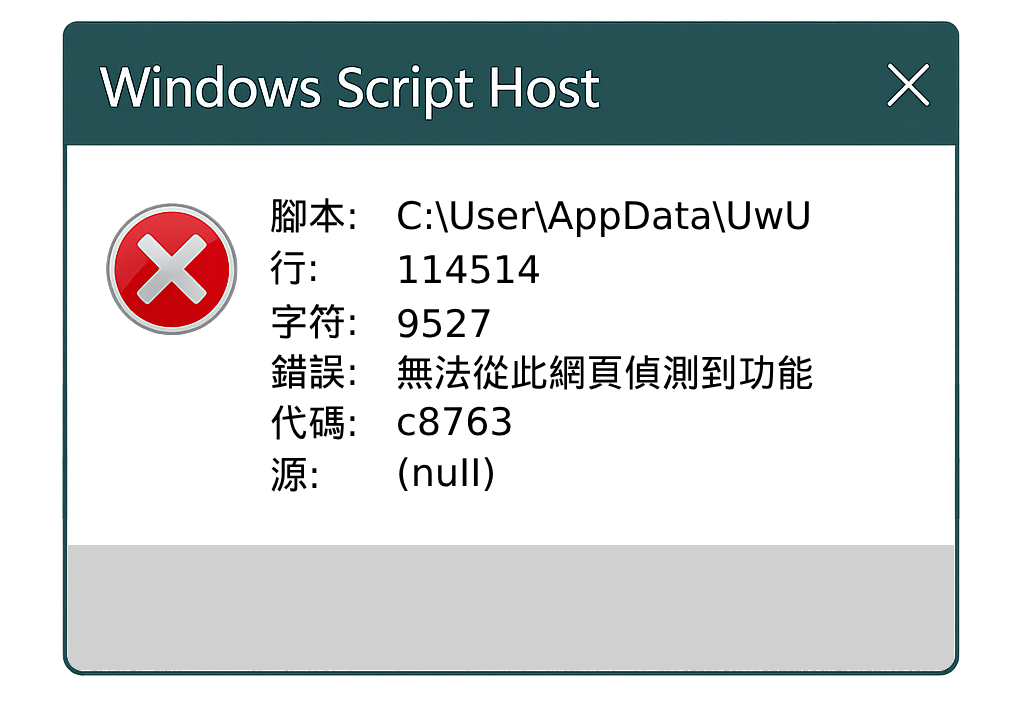 Windows Script Host
腳本: C:\User\AppData\UwU
行: 114514
字符: 9527
錯誤: 無法從此網頁偵測到功能
代碼: c8763
源: (null)